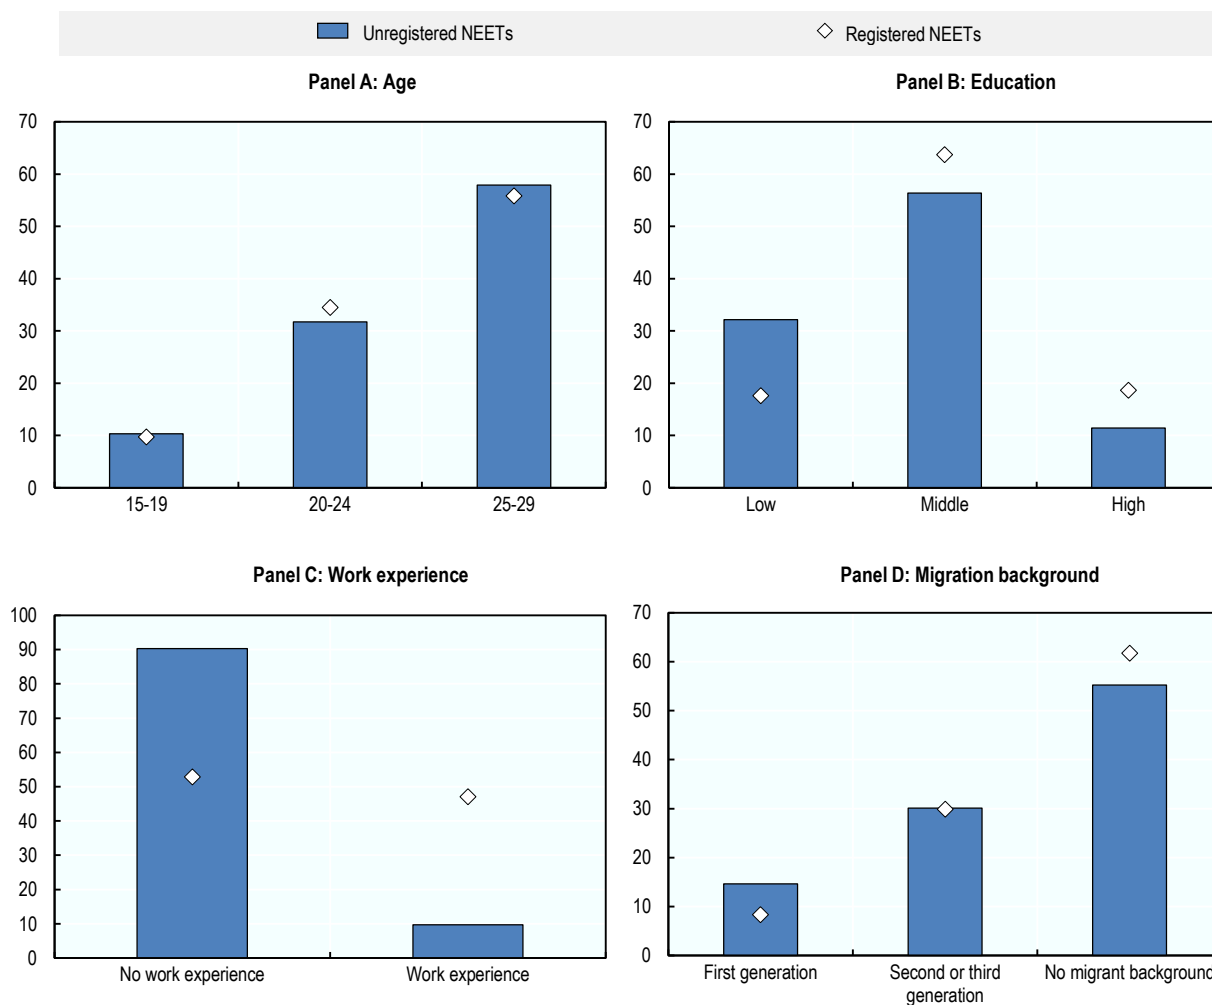 Unregistered NEETs
Registered NEETs
Panel A: Age
70
60
50
40
30
20
10
0
15-19
20-24
25-29
Panel B: Education
70
60
50
40
30
20
10
0
Low
Middle
High
Panel C: Work experience
100
90
80
70
60
50
40
30
20
10
0
No work experience
Work experience
Panel D: Migration background
70
60
50
40
30
20
10
0
First generation
Second or third
generation
No migrant background